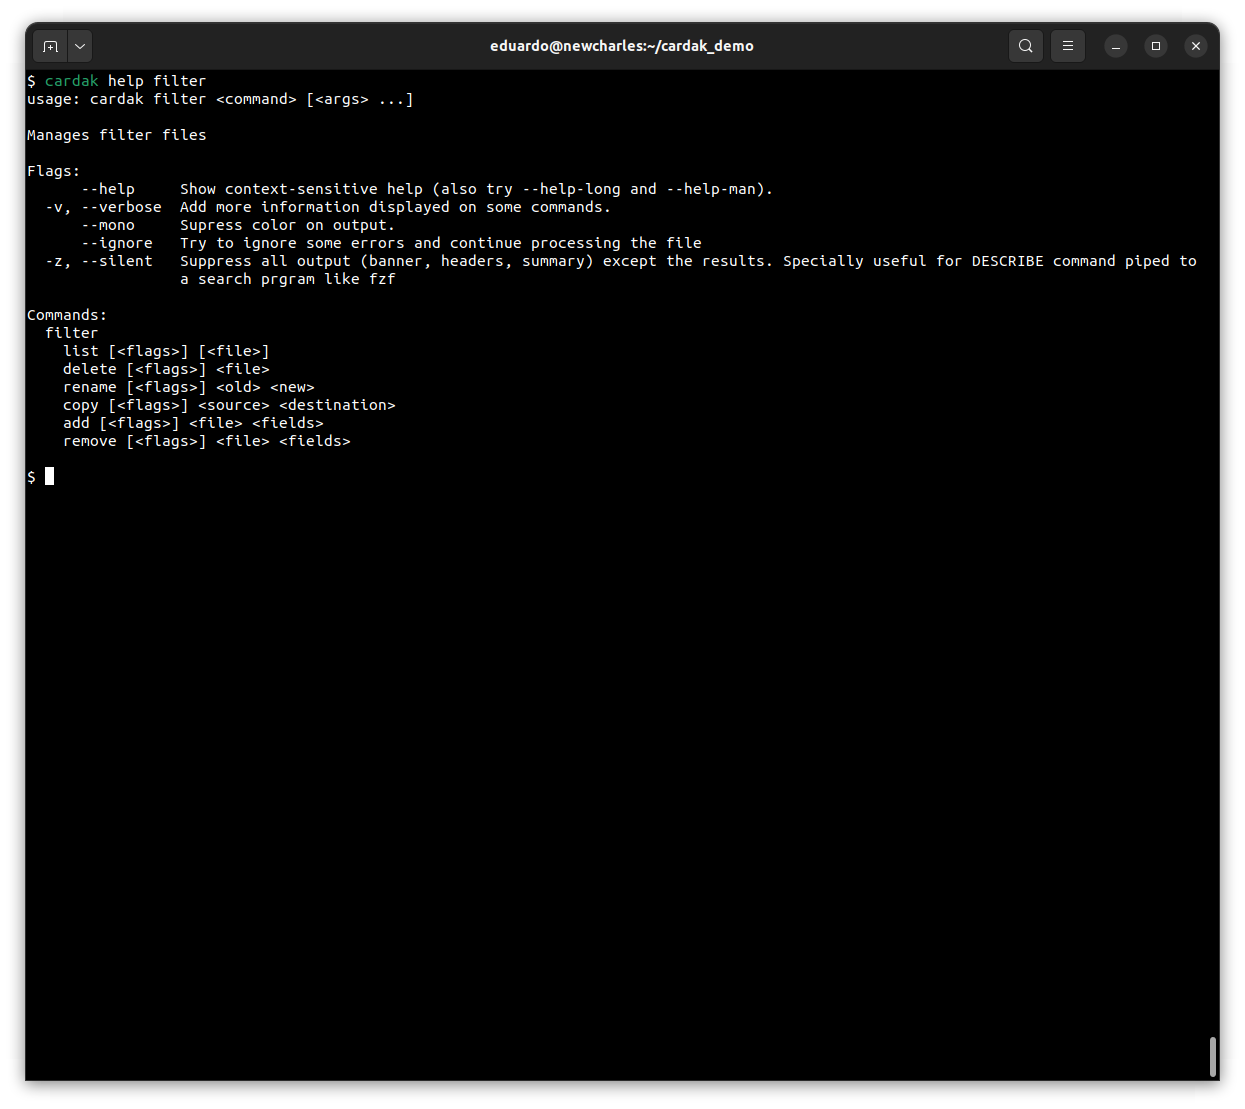 eduardo@newcharles:~/cardak_demo
$ cardak help filter
usage: cardak filter <command> [<args> ...]
Manages filter files
Flags:
      --help     Show context-sensitive help (also try --help-long and --help-man).
  -v, --verbose  Add more information displayed on some commands.
      --mono     Supress color on output.
      --ignore   Try to ignore some errors and continue processing the file
  -z, --silent   Suppress all output (banner, headers, summary) except the results. Specially useful for DESCRIBE command piped to
                 a search prgram like fzf
Commands:
  filter
    list [<flags>] [<file>]
    delete [<flags>] <file>
    rename [<flags>] <old> <new>
    copy [<flags>] <source> <destination>
    add [<flags>] <file> <fields>
    remove [<flags>] <file> <fields>
$